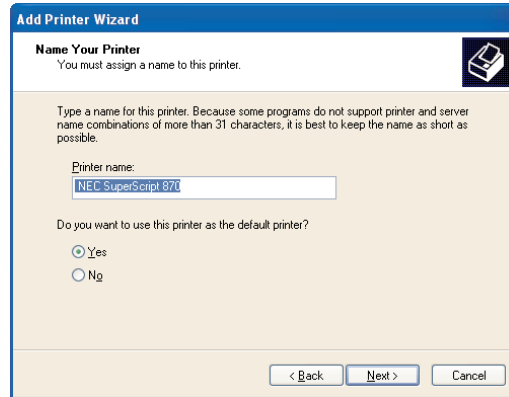 Add Printer Wizard
Name Your Printer
You must assign a name to this printer.
Type a name for this printer. Because some programs do not support printer and server
name combinations of more than 31 characters, it is best to keep the name as short as
possible.
Printer name:
NEC SuperScript 870
Do you want to use this printer as the default printer?
Yes
No
< Back
Next >
Cancel